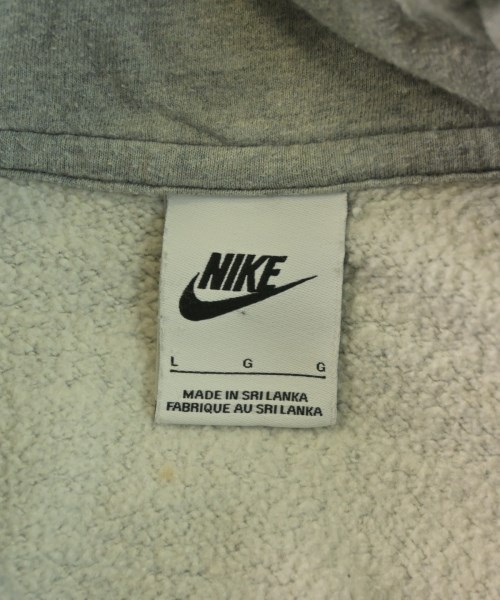 NIKE
L G G
MADE IN SRI LANKA
FABRIQUE AU SRI LANKA